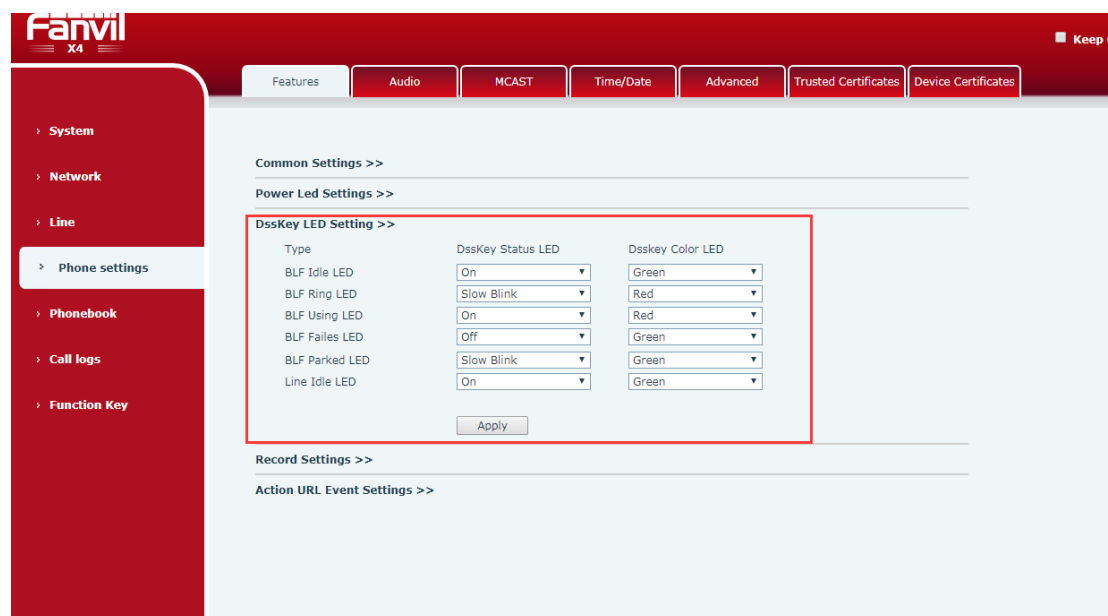 Fanvil
X4
Keep
Features Audio MCAST Time/Date Advanced Trusted Certificates Device Certificates
› System
› Network
› Line
› Phone settings
› Phonebook
› Call logs
› Function Key
Common Settings >>
Power Led Settings >>
DssKey LED Setting >>
Type DssKey Status LED Dsskey Color LED
BLF Idle LED On Green
BLF Ring LED Slow Blink Red
BLF Using LED On Red
BLF Failes LED Off Green
BLF Parked LED Slow Blink Green
Line Idle LED On Green
Apply
Record Settings >>
Action URL Event Settings >>